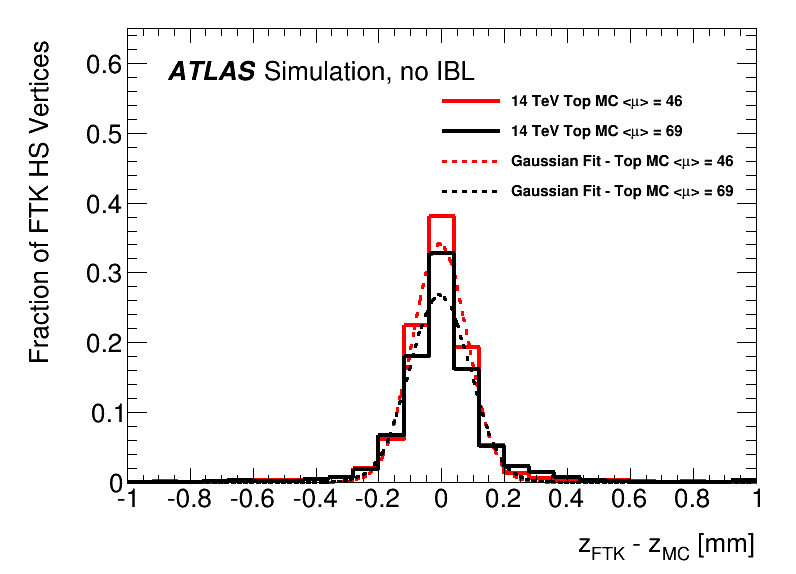 ATLAS Simulation, no IBL
14 TeV Top MC <μ> = 46
14 TeV Top MC <μ> = 69
Gaussian Fit - Top MC <μ> = 46
Gaussian Fit - Top MC <μ> = 69
Fraction of FTK HS Vertices
0.6
0.5
0.4
0.3
0.2
0.1
0
-1 -0.8 -0.6 -0.4 -0.2 0 0.2 0.4 0.6 0.8 1
zFTK - zMC [mm]